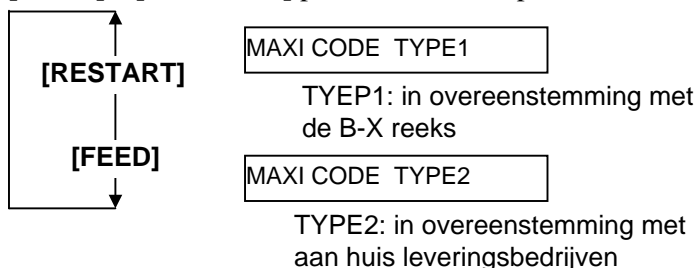 [RESTART]
[FEED]
MAXI CODE TYPE1
TYEP1: in overeenstemming met
de B-X reeks
MAXI CODE TYPE2
TYPE2: in overeenstemming met
aan huis leveringsbedrijven